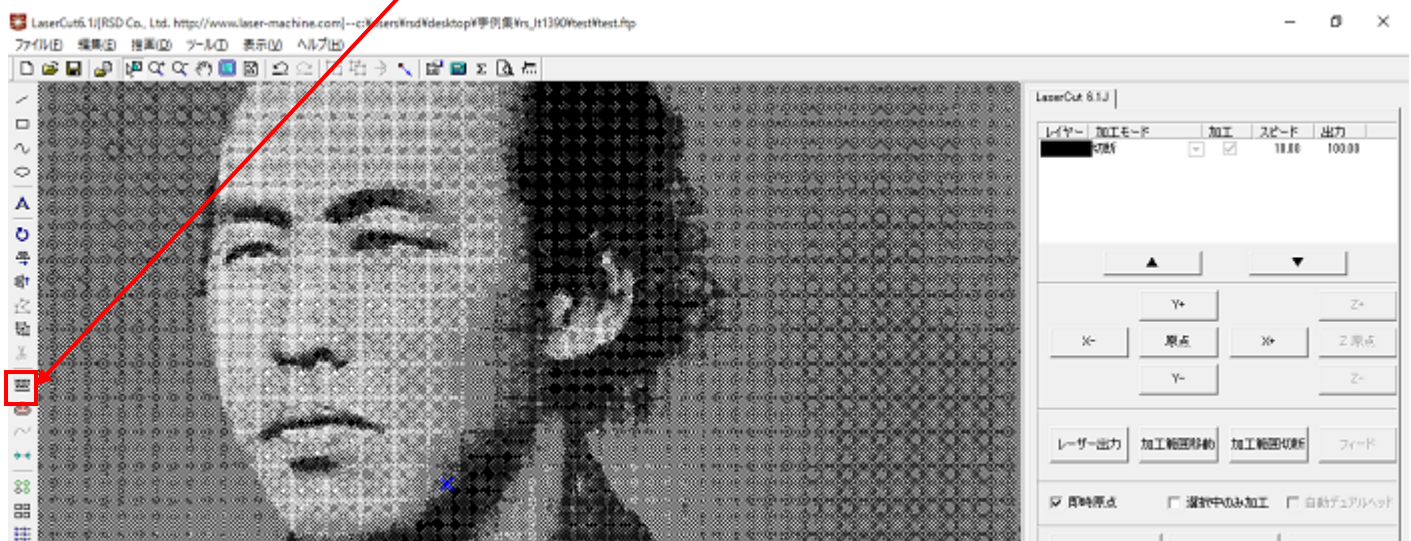 LaserCut6.1J[RSD Co., Ltd. http://www.laser-machine.com]--c:¥users¥rsd¥desktop¥事例集¥rs_lt1390¥test¥test.ftp
ファイル(F) 編集(E) 描画(D) ツール(T) 表示(V) ヘルプ(H)
LaserCut 6.1J
レイヤー 加工モード 加工 スピード 出力
切断 100.00
▲ ▼
Y+ Z+
X- 原点 X+ Z 原点
Y- Z-
レーザー出力 加工範囲移動 加工範囲切断 フィード
即時原点 選択中のみ加工 自動デュアルヘッド